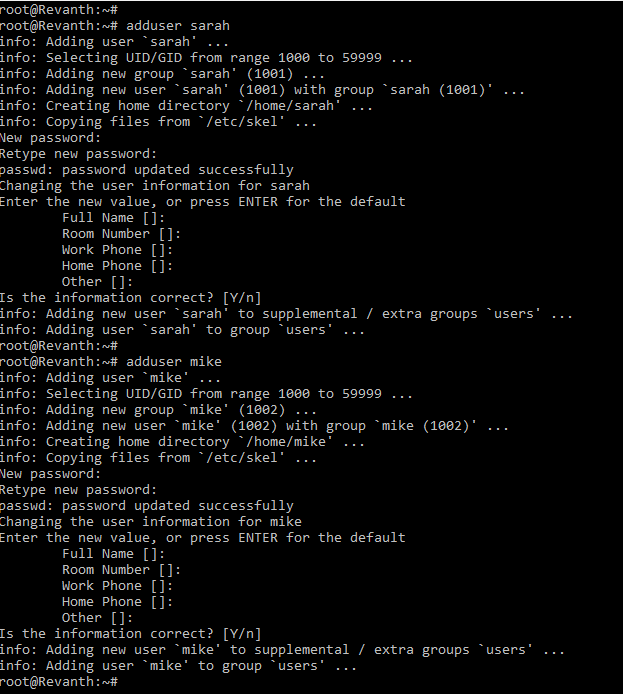 root@Revanth:~#
root@Revanth:~# adduser sarah
info: Adding user `sarah' ...
info: Selecting UID/GID from range 1000 to 59999 ...
info: Adding new group `sarah' (1001) ...
info: Adding new user `sarah' (1001) with group `sarah (1001)' ...
info: Creating home directory `/home/sarah' ...
info: Copying files from `/etc/skel' ...
New password:
Retype new password:
passwd: password updated successfully
Changing the user information for sarah
Enter the new value, or press ENTER for the default
        Full Name []:
        Room Number []:
        Work Phone []:
        Home Phone []:
        Other []:
Is the information correct? [Y/n]
info: Adding new user `sarah' to supplemental / extra groups `users' ...
info: Adding user `sarah' to group `users' ...
root@Revanth:~#
root@Revanth:~# adduser mike
info: Adding user `mike' ...
info: Selecting UID/GID from range 1000 to 59999 ...
info: Adding new group `mike' (1002) ...
info: Adding new user `mike' (1002) with group `mike (1002)' ...
info: Creating home directory `/home/mike' ...
info: Copying files from `/etc/skel' ...
New password:
Retype new password:
passwd: password updated successfully
Changing the user information for mike
Enter the new value, or press ENTER for the default
        Full Name []:
        Room Number []:
        Work Phone []:
        Home Phone []:
        Other []:
Is the information correct? [Y/n]
info: Adding new user `mike' to supplemental / extra groups `users' ...
info: Adding user `mike' to group `users' ...
root@Revanth:~#